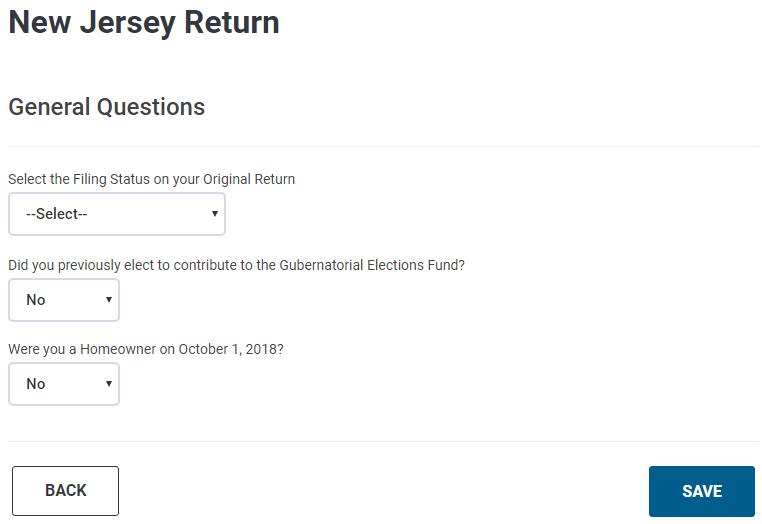 New Jersey Return
General Questions
Select the Filing Status on your Original Return
--Select--
Did you previously elect to contribute to the Gubernatorial Elections Fund?
No
Were you a Homeowner on October 1, 2018?
No
BACK
SAVE